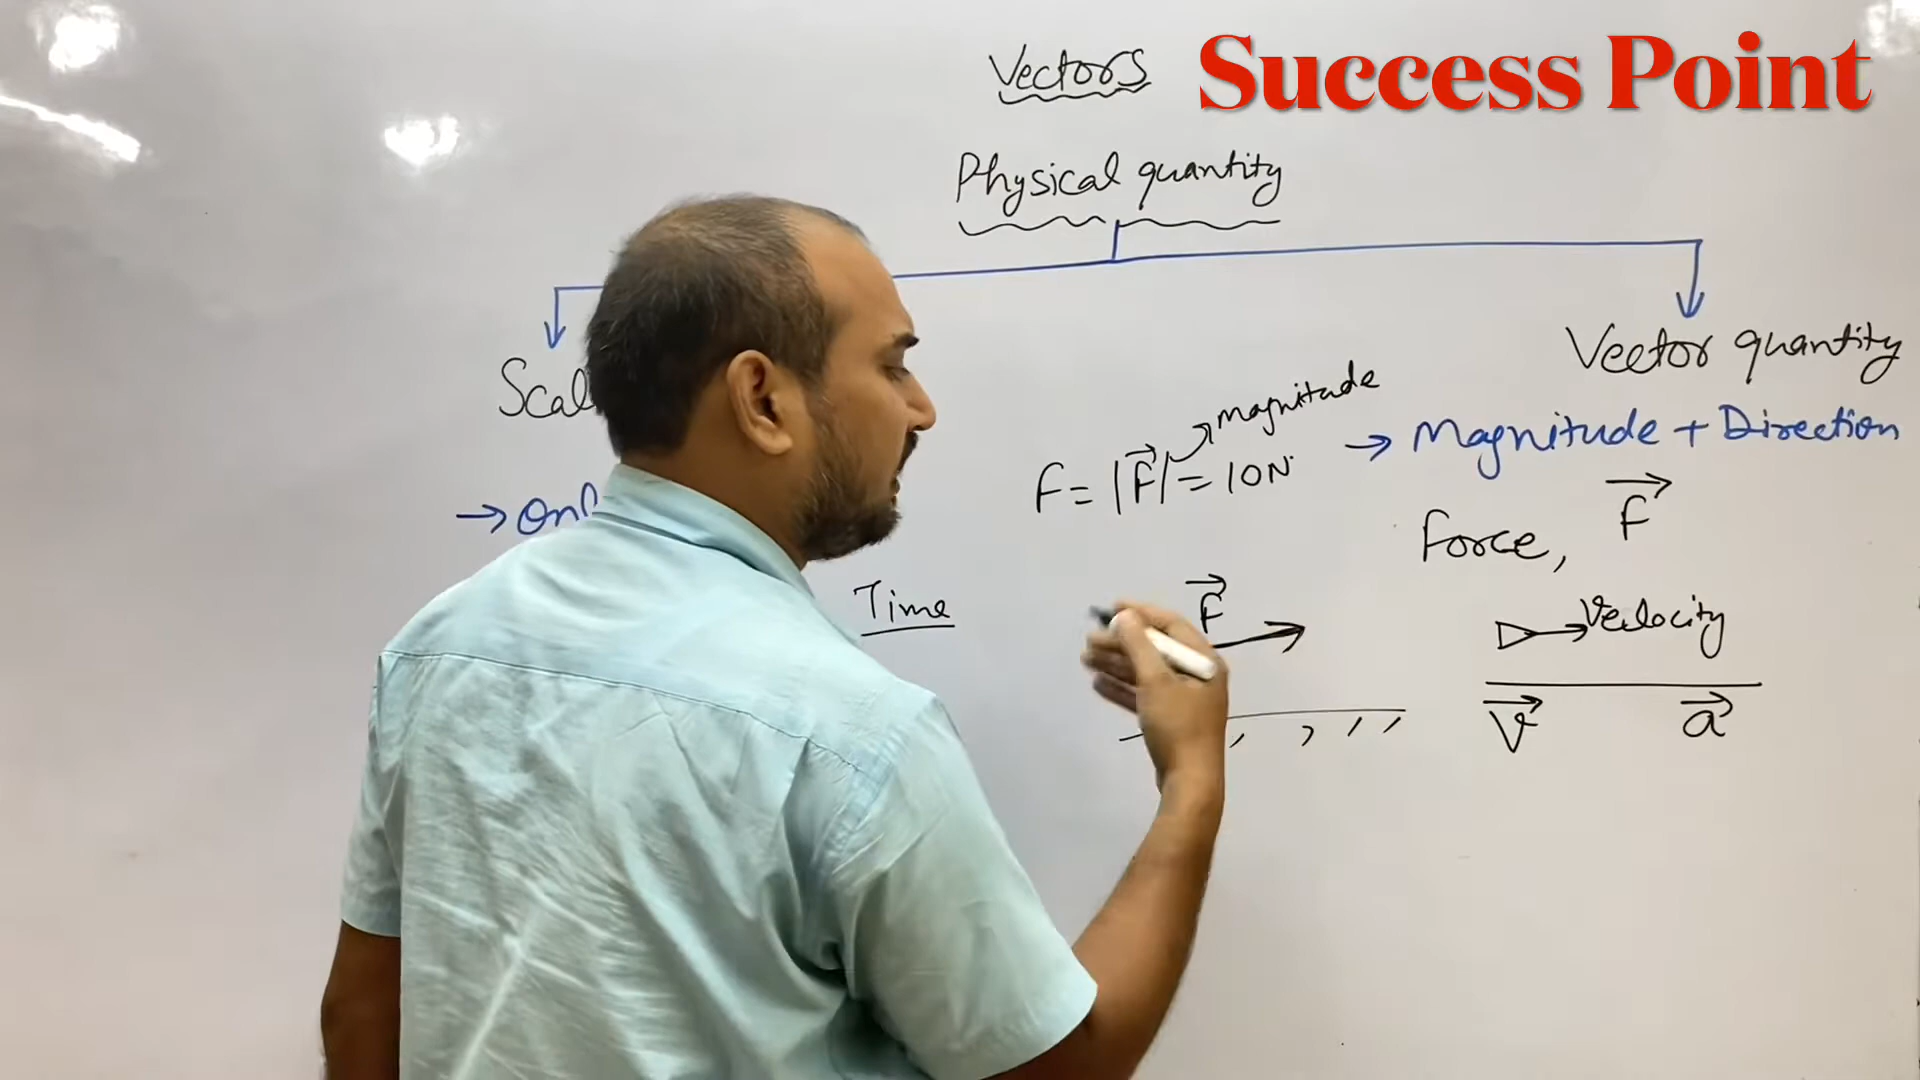 Vectors
Success Point
Physical quantity
Vector quantity
→ Magnitude + Direction
magnitude
F = |F⃗| = 10N
Force, F⃗
Time
F⃗
Velocity
v⃗ a⃗